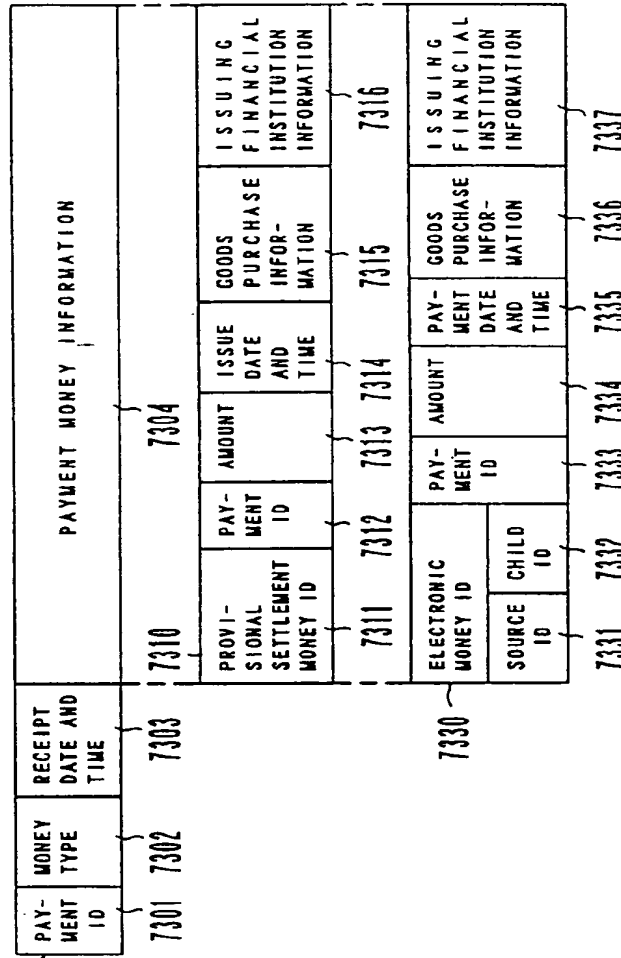 PAY-
MENT
ID
MONEY
TYPE
RECEIPT
DATE AND
TIME
PAYMENT MONEY INFORMATION
7301
7302
7303
7304
7310
PROVI-
SIONAL
SETTLEMENT
MONEY ID
PAY-
MENT
ID
AMOUNT
ISSUE
DATE
AND
TIME
GOODS
PURCHASE
INFOR-
MATION
ISSUING
FINANCIAL
INSTITUTION
INFORMATION
7311
7312
7313
7314
7315
7316
7330
ELECTRONIC
MONEY ID
SOURCE
ID
CHILD
ID
PAY-
MENT
ID
AMOUNT
PAY-
MENT
DATE
AND
TIME
GOODS
PURCHASE
INFOR-
MATION
ISSUING
FINANCIAL
INSTITUTION
INFORMATION
7331
7332
7333
7334
7335
7336
7337